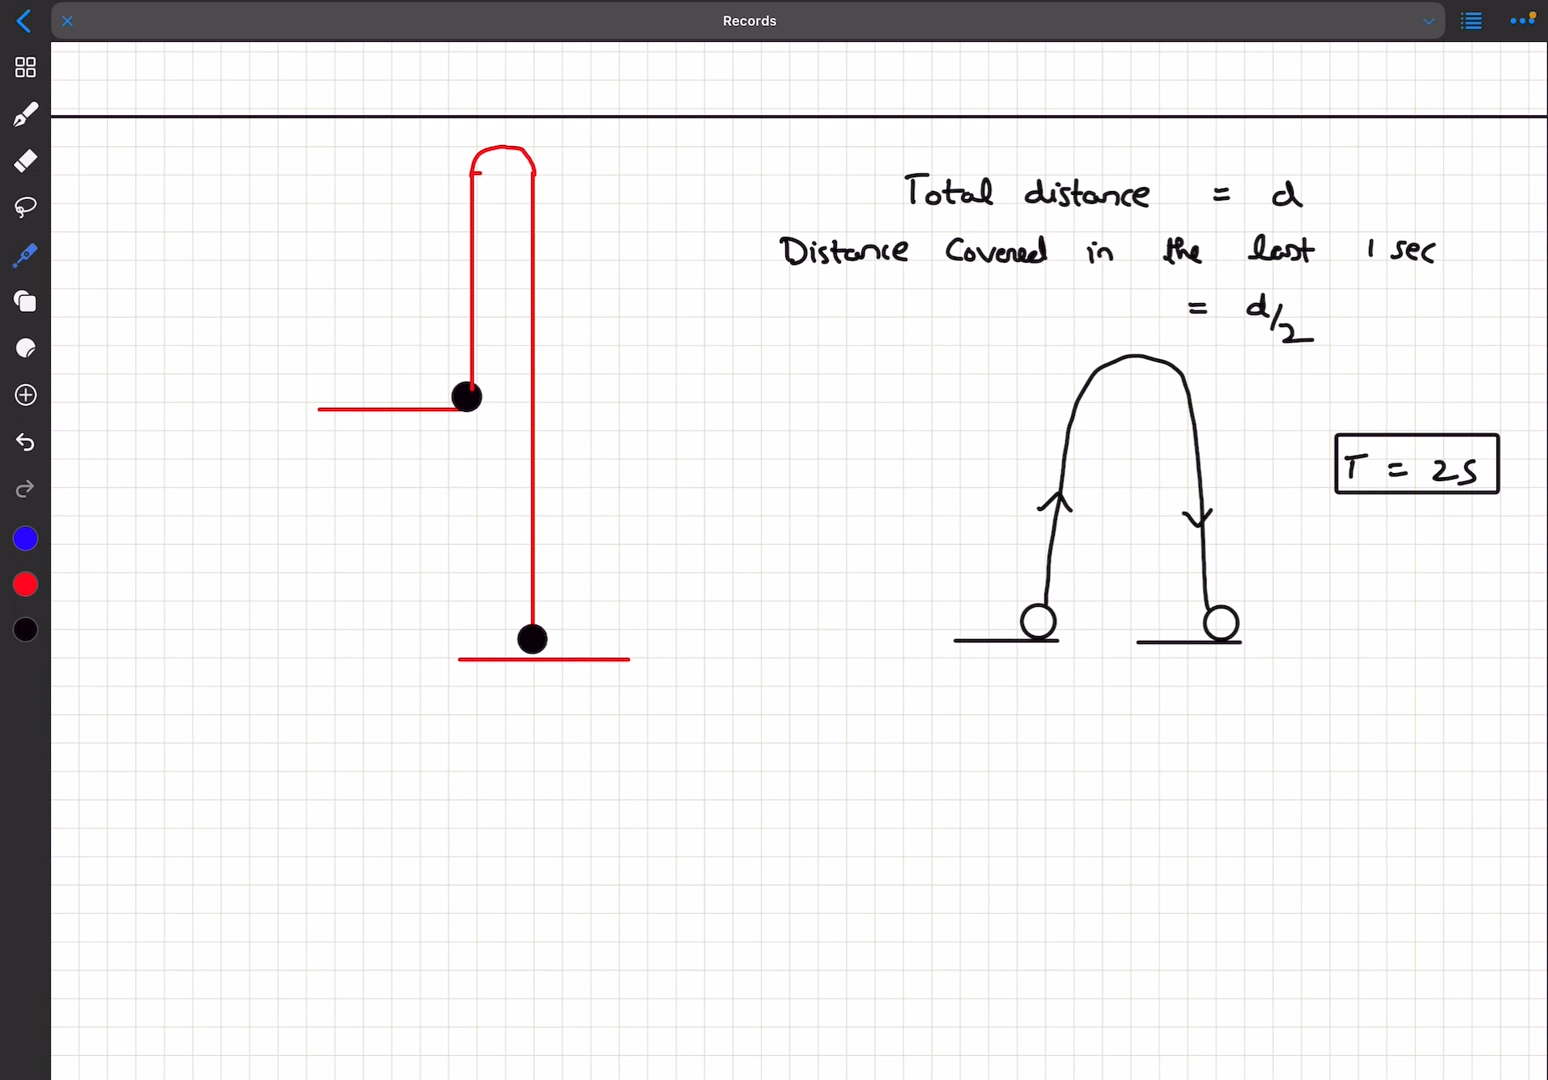 Records
Total distance = d
Distance Covered in the last 1 sec
= d/2
T = 2s